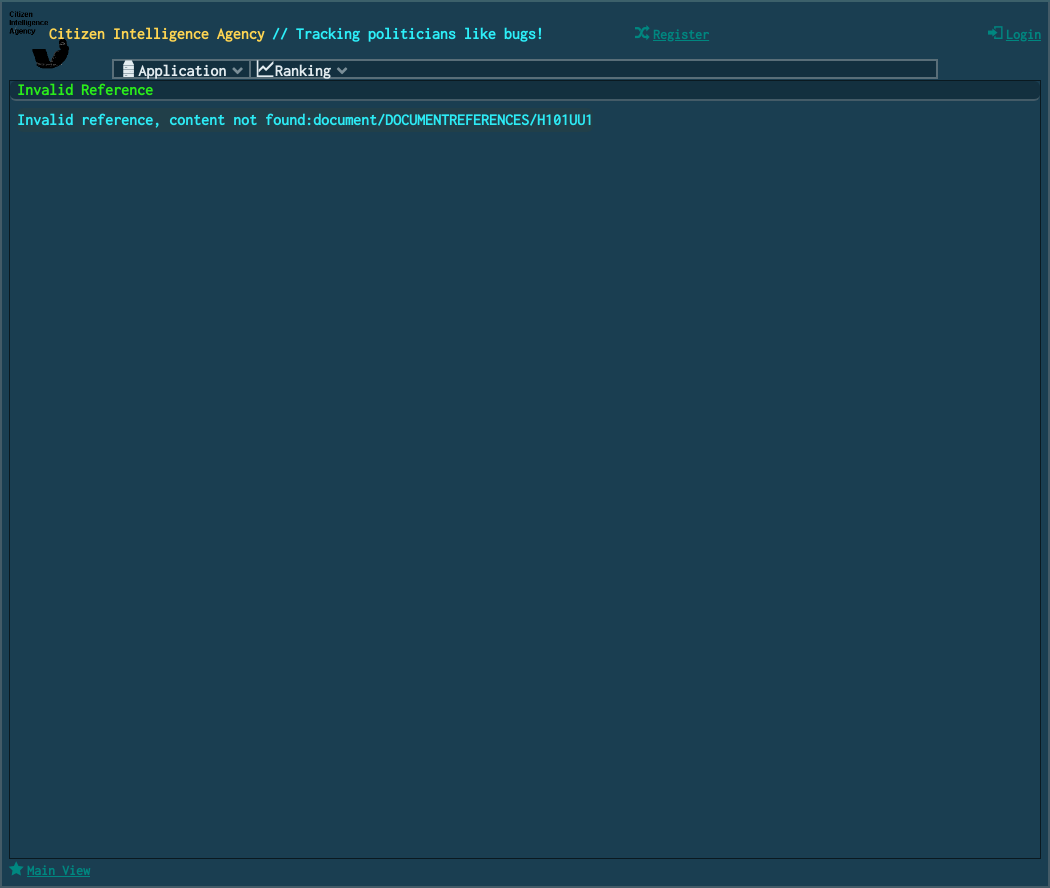 Citizen
Intelligence
Agency
Citizen Intelligence Agency // Tracking politicians like bugs!
Register
Login
Application
Ranking
Invalid Reference
Invalid reference, content not found:document/DOCUMENTREFERENCES/H101UU1
Main View